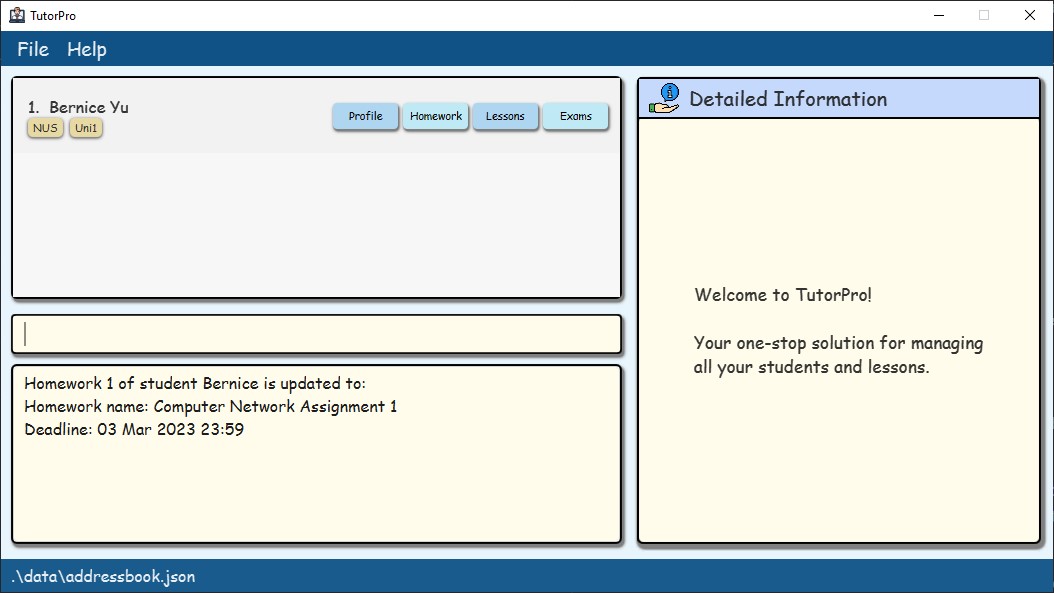 TutorPro
File Help
1. Bernice Yu
NUS Uni1
Profile Homework Lessons Exams
Homework 1 of student Bernice is updated to:
Homework name: Computer Network Assignment 1
Deadline: 03 Mar 2023 23:59
Detailed Information
Welcome to TutorPro!
Your one-stop solution for managing
all your students and lessons.
.\data\addressbook.json